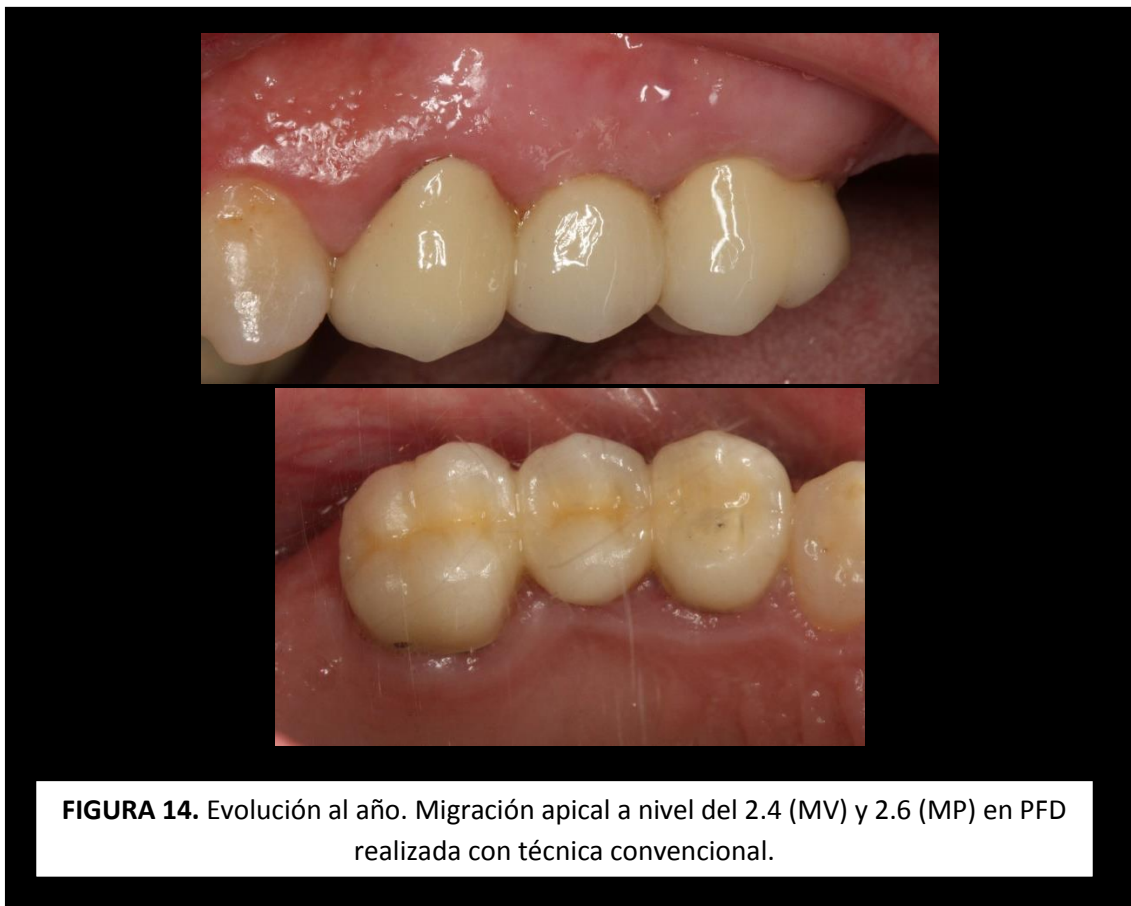 FIGURA 14. Evolución al año. Migración apical a nivel del 2.4 (MV) y 2.6 (MP) en PFD
realizada con técnica convencional.